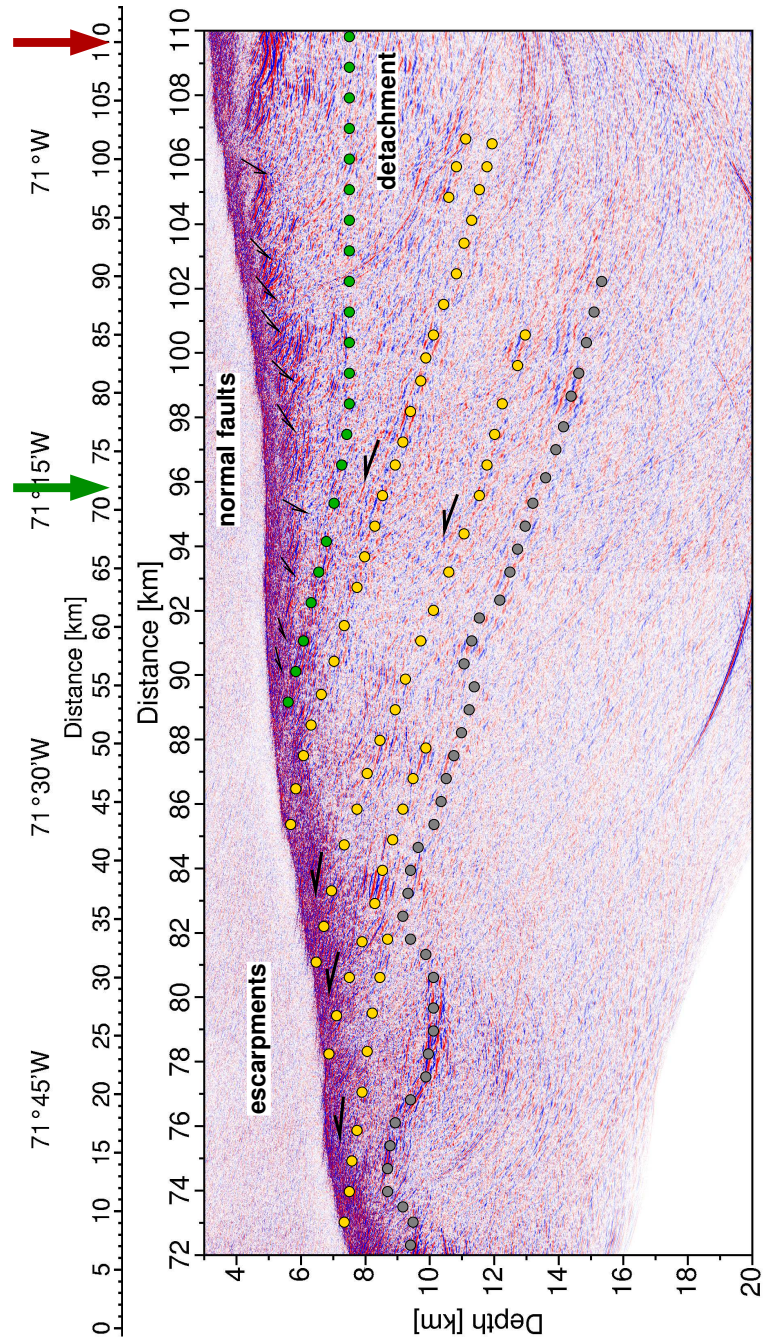 71°45'W 71°30'W 71°15'W 71°W
Distance [km]
0 5 10 15 20 25 30 35 40 45 50 55 60 65 70 75 80 85 90 95 100 105 110
Distance [km]
72 74 76 78 80 82 84 86 88 90 92 94 96 98 100 102 104 106 108 110
normal faults
escarpments
detachment
4
6
8
10
12
14
16
18
20
Depth [km]